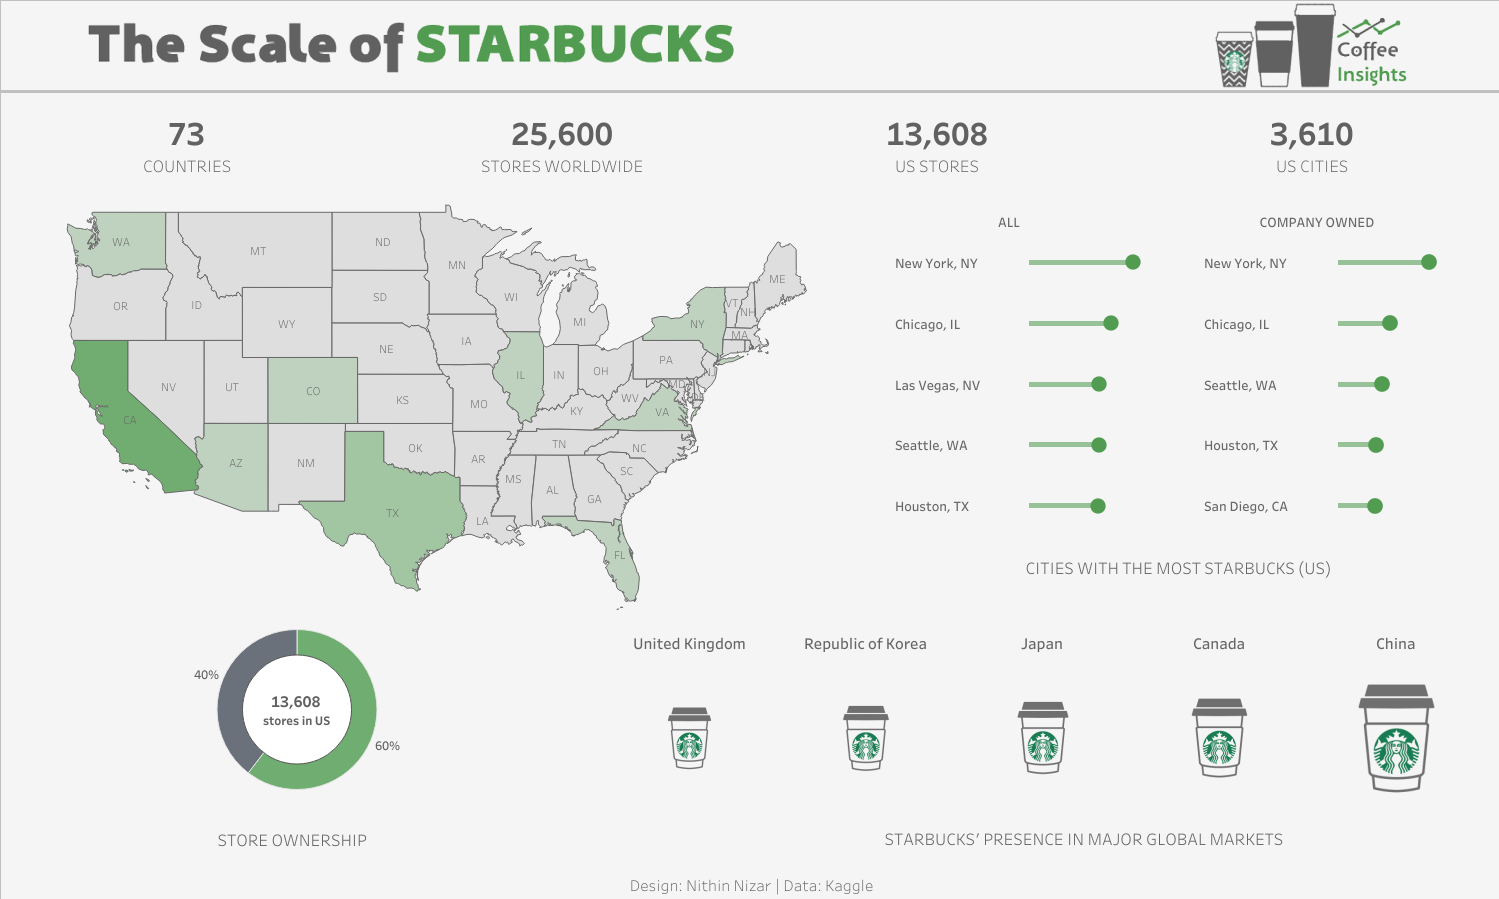 The Scale of STARBUCKS
Coffee
Insights
73
COUNTRIES
25,600
STORES WORLDWIDE
13,608
US STORES
3,610
US CITIES
WA
MT
ND
MN
OR
ID
WY
SD
WI
MI
ME
VT
NH
NY
MA
CA
NV
UT
CO
NE
IA
IL
IN
OH
PA
NJ
KS
MO
KY
WV
VA
MD
DE
AZ
NM
OK
AR
TN
NC
SC
TX
LA
MS
AL
GA
FL
ALL
New York, NY
Chicago, IL
Las Vegas, NV
Seattle, WA
Houston, TX
COMPANY OWNED
New York, NY
Chicago, IL
Seattle, WA
Houston, TX
San Diego, CA
CITIES WITH THE MOST STARBUCKS (US)
40%
13,608
stores in US
60%
STORE OWNERSHIP
United Kingdom
Republic of Korea
Japan
Canada
China
STARBUCKS’ PRESENCE IN MAJOR GLOBAL MARKETS
Design: Nithin Nizar | Data: Kaggle